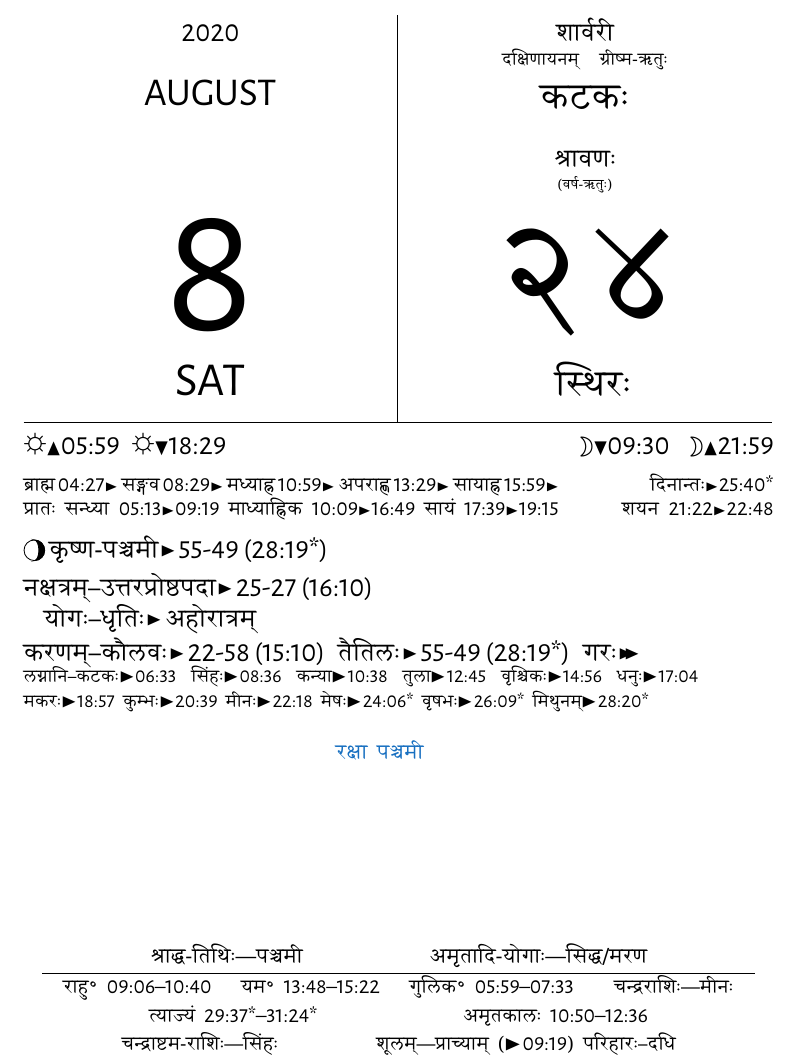 2020
AUGUST
8
SAT
शार्वरी
दक्षिणायनम् ग्रीष्म-ऋतुः
कटकः
श्रावणः
(वर्ष-ऋतुः)
२४
स्थिरः
☼▲05:59 ☼▼18:29 ☽▼09:30 ☽▲21:59
ब्राह्म 04:27► सङ्गव 08:29► मध्याह्न 10:59► अपराह्ण 13:29► सायाह्न 15:59► दिनान्तः►25:40*
प्रातः सन्ध्या 05:13►09:19 माध्याह्निक 10:09►16:49 सायं 17:39►19:15 शयन 21:22►22:48
कृष्ण-पञ्चमी►55-49 (28:19*)
नक्षत्रम्–उत्तरप्रोष्ठपदा►25-27 (16:10)
योगः–धृतिः►अहोरात्रम्
करणम्–कौलवः►22-58 (15:10) तैतिलः►55-49 (28:19*) गरः►►
लग्नानि–कटकः►06:33 सिंहः►08:36 कन्या►10:38 तुला►12:45 वृश्चिकः►14:56 धनुः►17:04
मकरः►18:57 कुम्भः►20:39 मीनः►22:18 मेषः►24:06* वृषभः►26:09* मिथुनम्►28:20*
रक्षा पञ्चमी
श्राद्ध-तिथिः—पञ्चमी अमृतादि-योगाः—सिद्ध/मरण
राहु॰ 09:06–10:40 यम॰ 13:48–15:22 गुलिक॰ 05:59–07:33 चन्द्रराशिः—मीनः
त्याज्यं 29:37*–31:24* अमृतकालः 10:50–12:36
चन्द्राष्टम-राशिः—सिंहः शूलम्—प्राच्याम् (►09:19) परिहारः–दधि